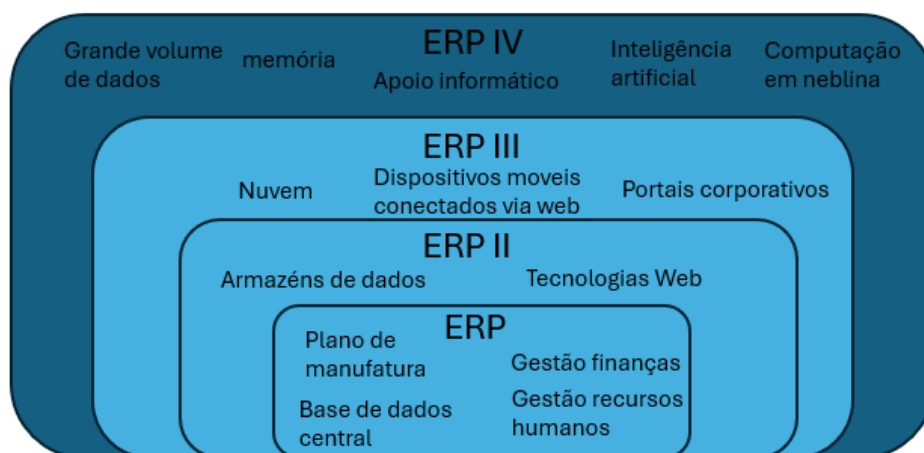 ERP IV
Grande volume
de dados
memória
Apoio informático
Inteligência
artificial
Computação
em neblina
ERP III
Nuvem
Dispositivos moveis
conectados via web
Portais corporativos
ERP II
Armazéns de dados
Tecnologias Web
ERP
Plano de
manufatura
Gestão finanças
Base de dados
central
Gestão recursos
humanos